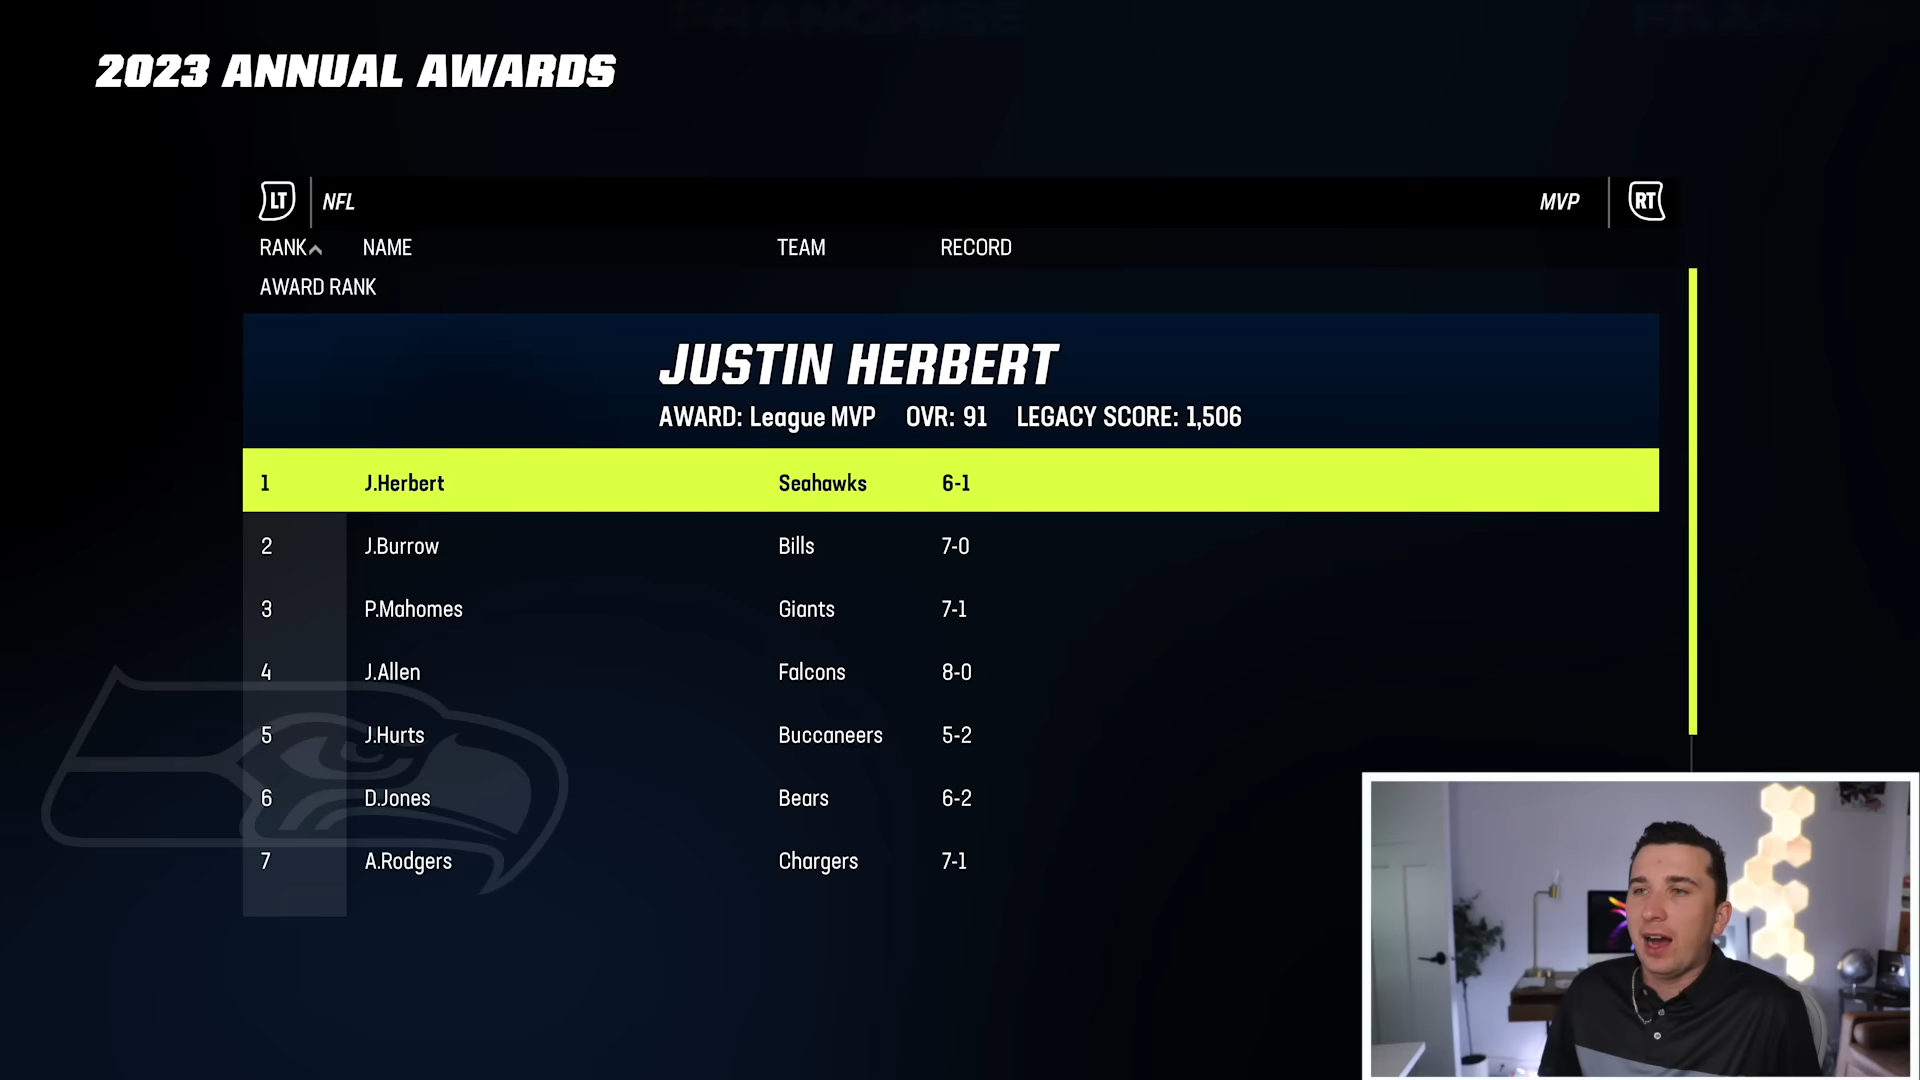 FRANCHISE
2023 ANNUAL AWARDS
LT NFL MVP RT
RANK NAME TEAM RECORD
AWARD RANK
JUSTIN HERBERT
AWARD: League MVP OVR: 91 LEGACY SCORE: 1,506
1 J.Herbert Seahawks 6-1
2 J.Burrow Bills 7-0
3 P.Mahomes Giants 7-1
4 J.Allen Falcons 8-0
5 J.Hurts Buccaneers 5-2
6 D.Jones Bears 6-2
7 A.Rodgers Chargers 7-1